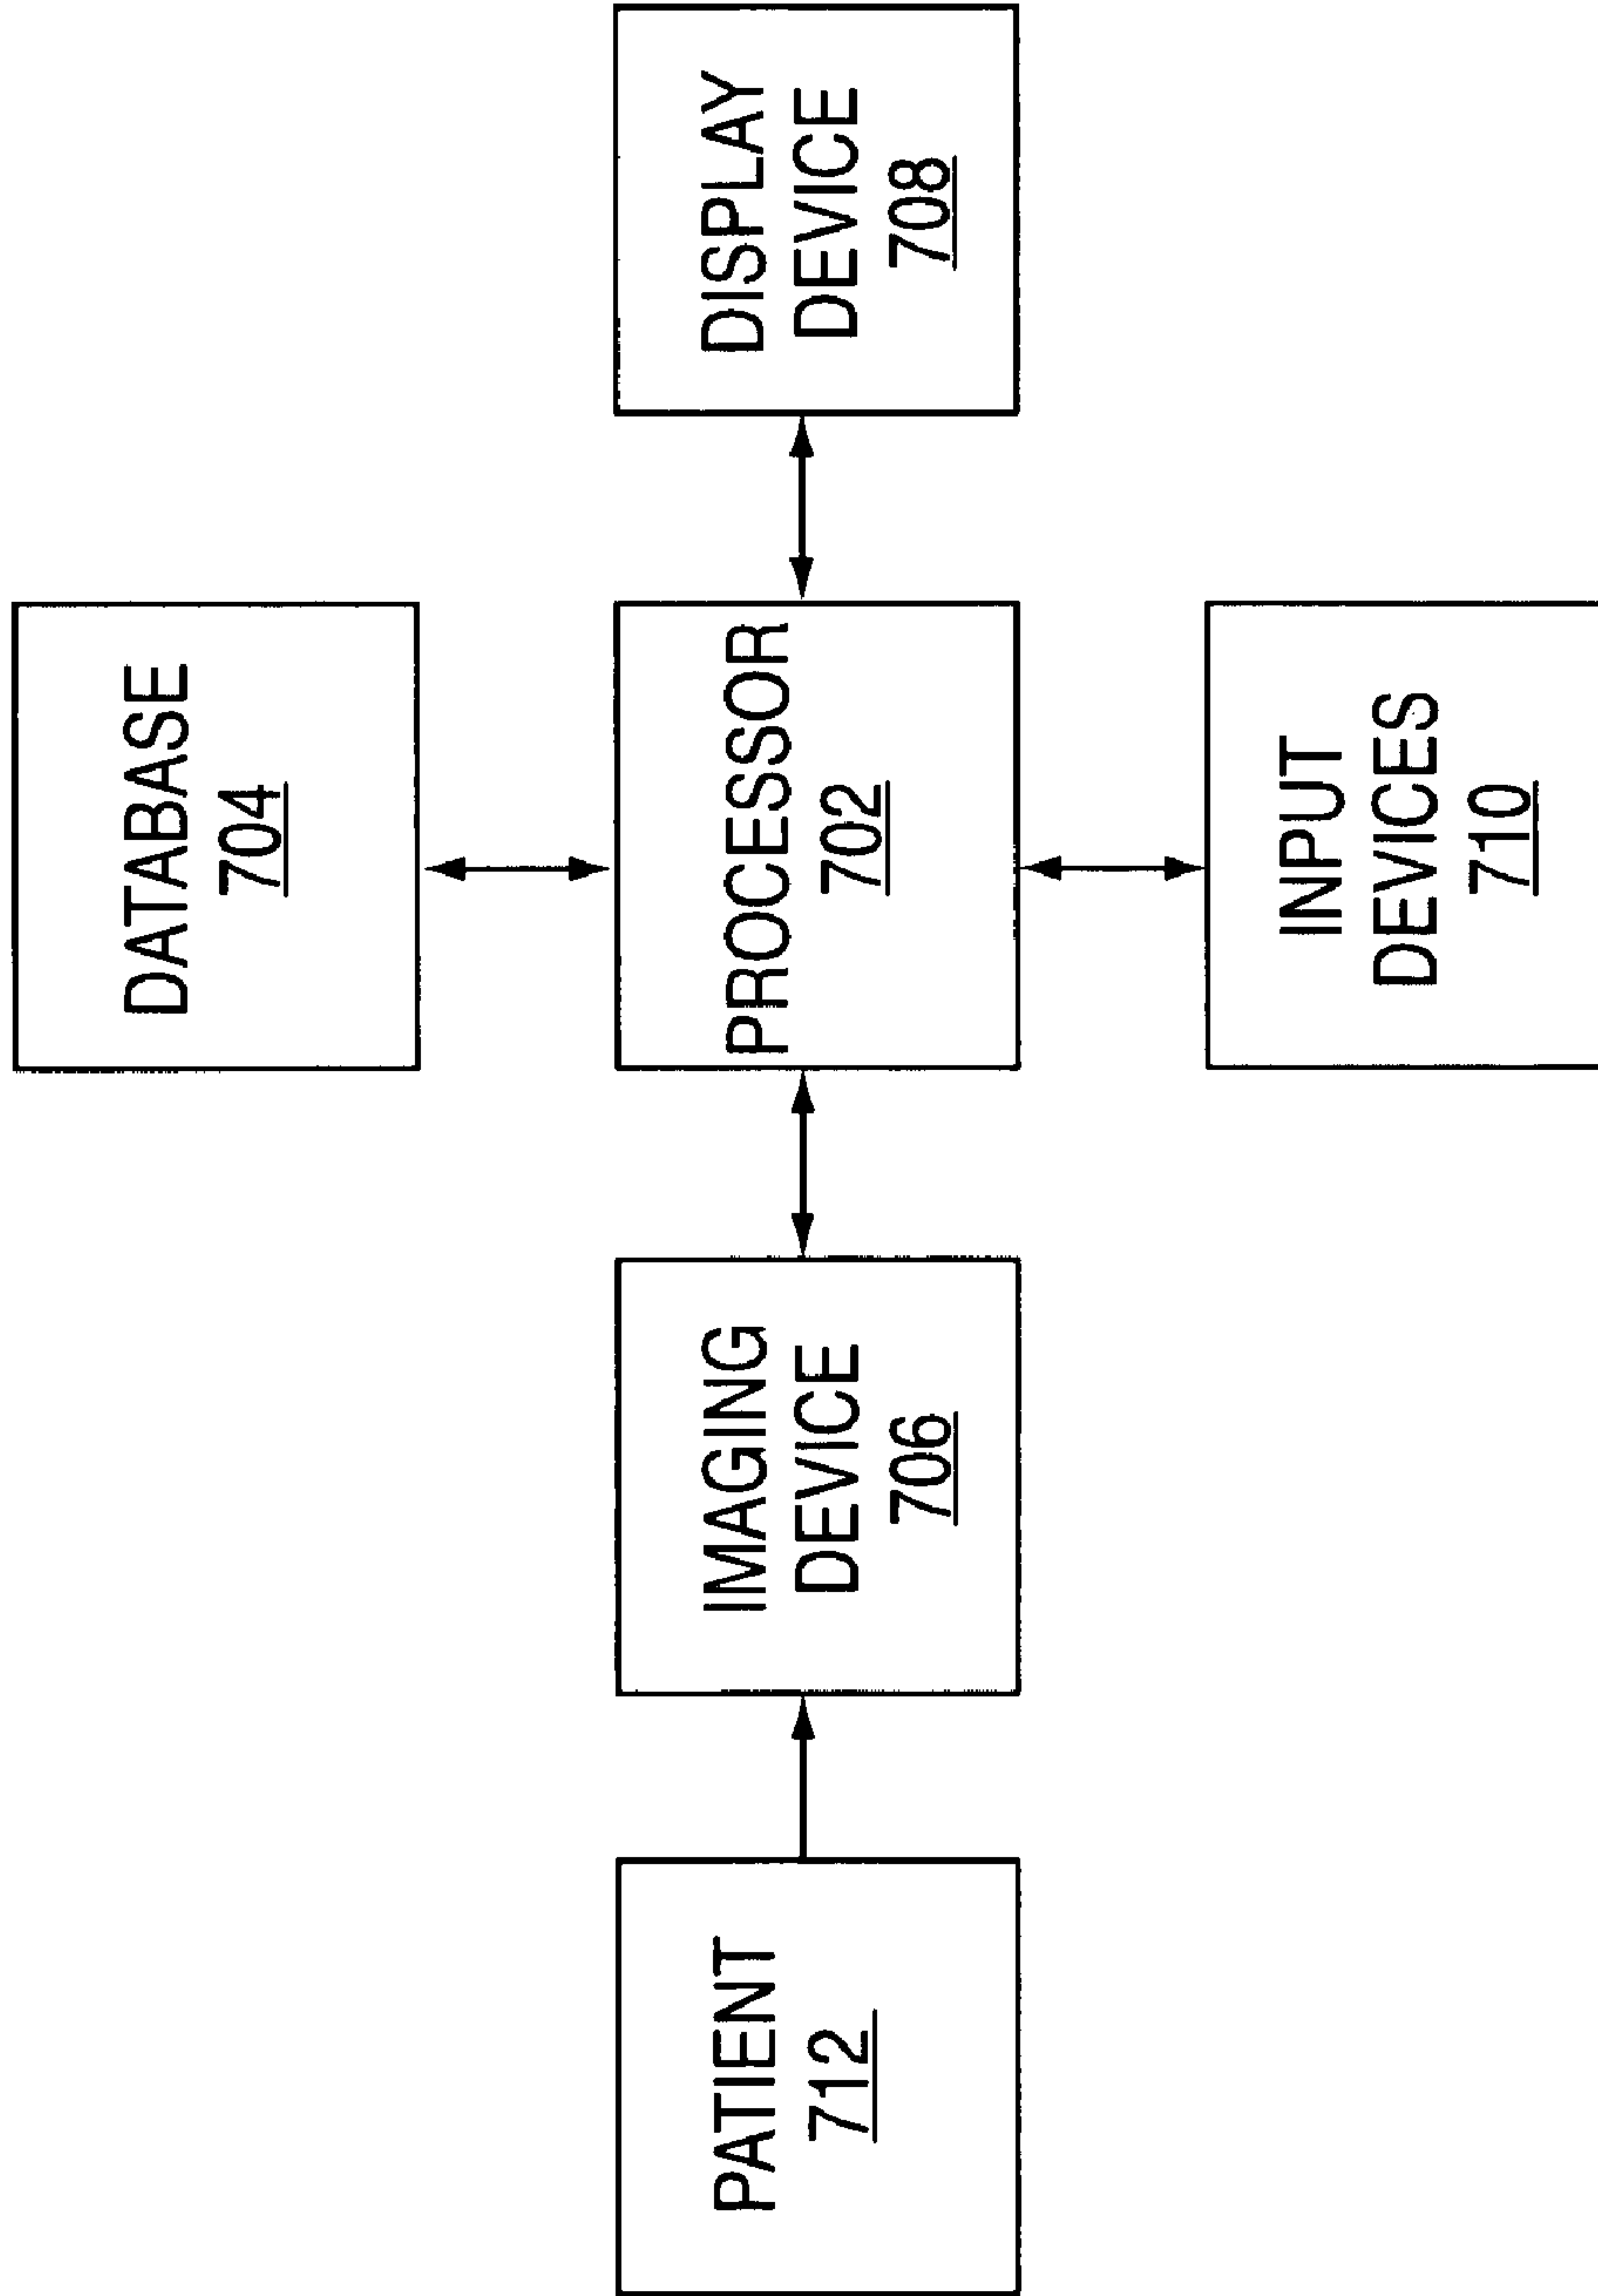 DATABASE
704
PATIENT
712
IMAGING
DEVICE
706
PROCESSOR
702
DISPLAY
DEVICE
708
INPUT
DEVICES
710